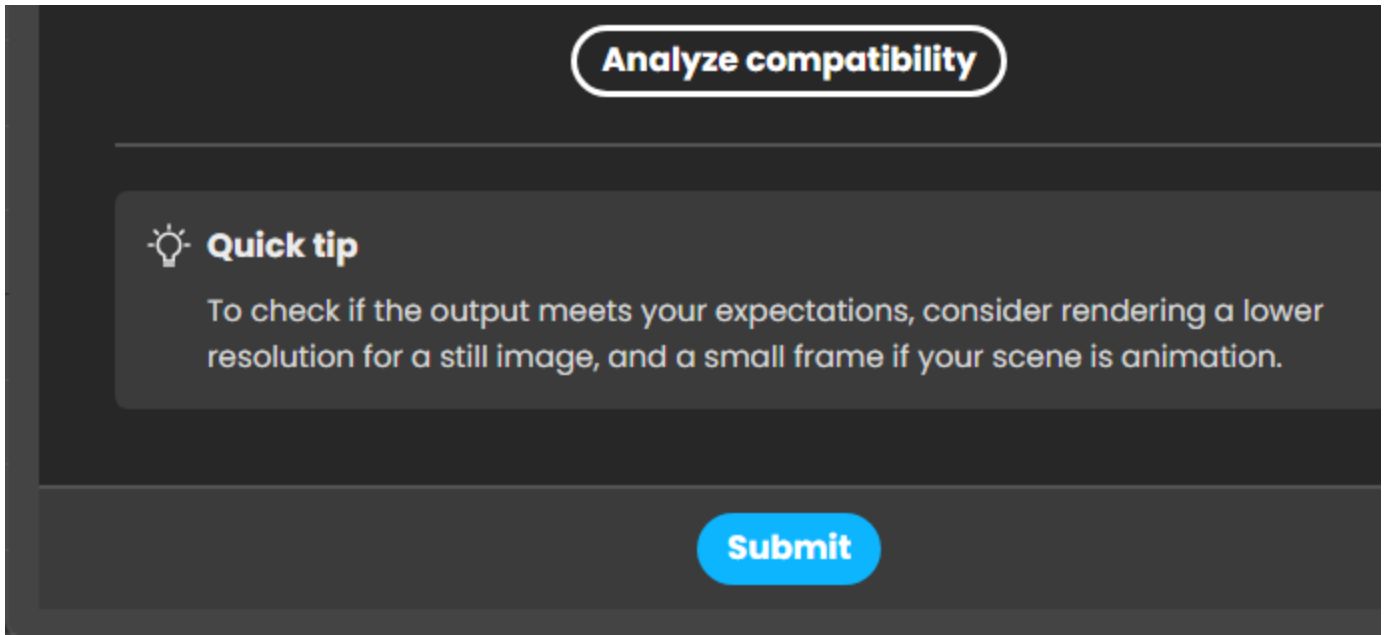 Analyze compatibility
Quick tip
To check if the output meets your expectations, consider rendering a lower
resolution for a still image, and a small frame if your scene is animation.
Submit